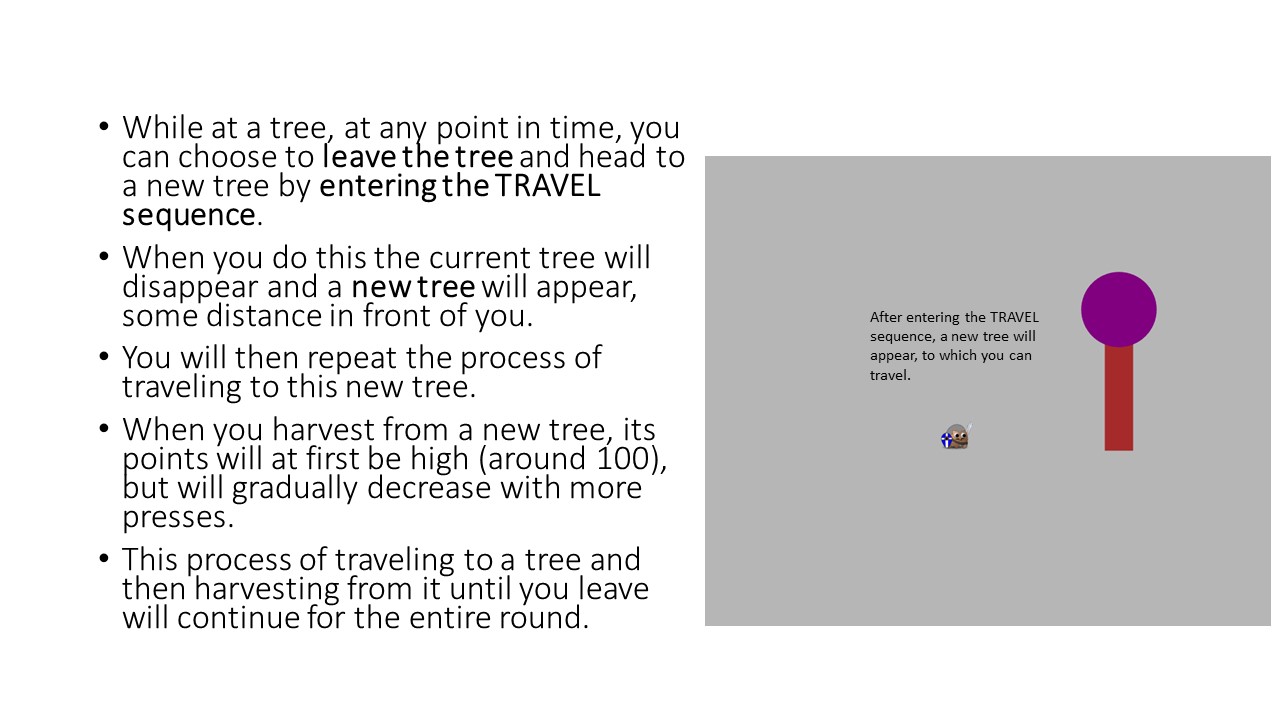 • While at a tree, at any point in time, you
can choose to leave the tree and head to
a new tree by entering the TRAVEL
sequence.
• When you do this the current tree will
disappear and a new tree will appear,
some distance in front of you.
• You will then repeat the process of
traveling to this new tree.
• When you harvest from a new tree, its
points will at first be high (around 100),
but will gradually decrease with more
presses.
• This process of traveling to a tree and
then harvesting from it until you leave
will continue for the entire round.
After entering the TRAVEL
sequence, a new tree will
appear, to which you can
travel.